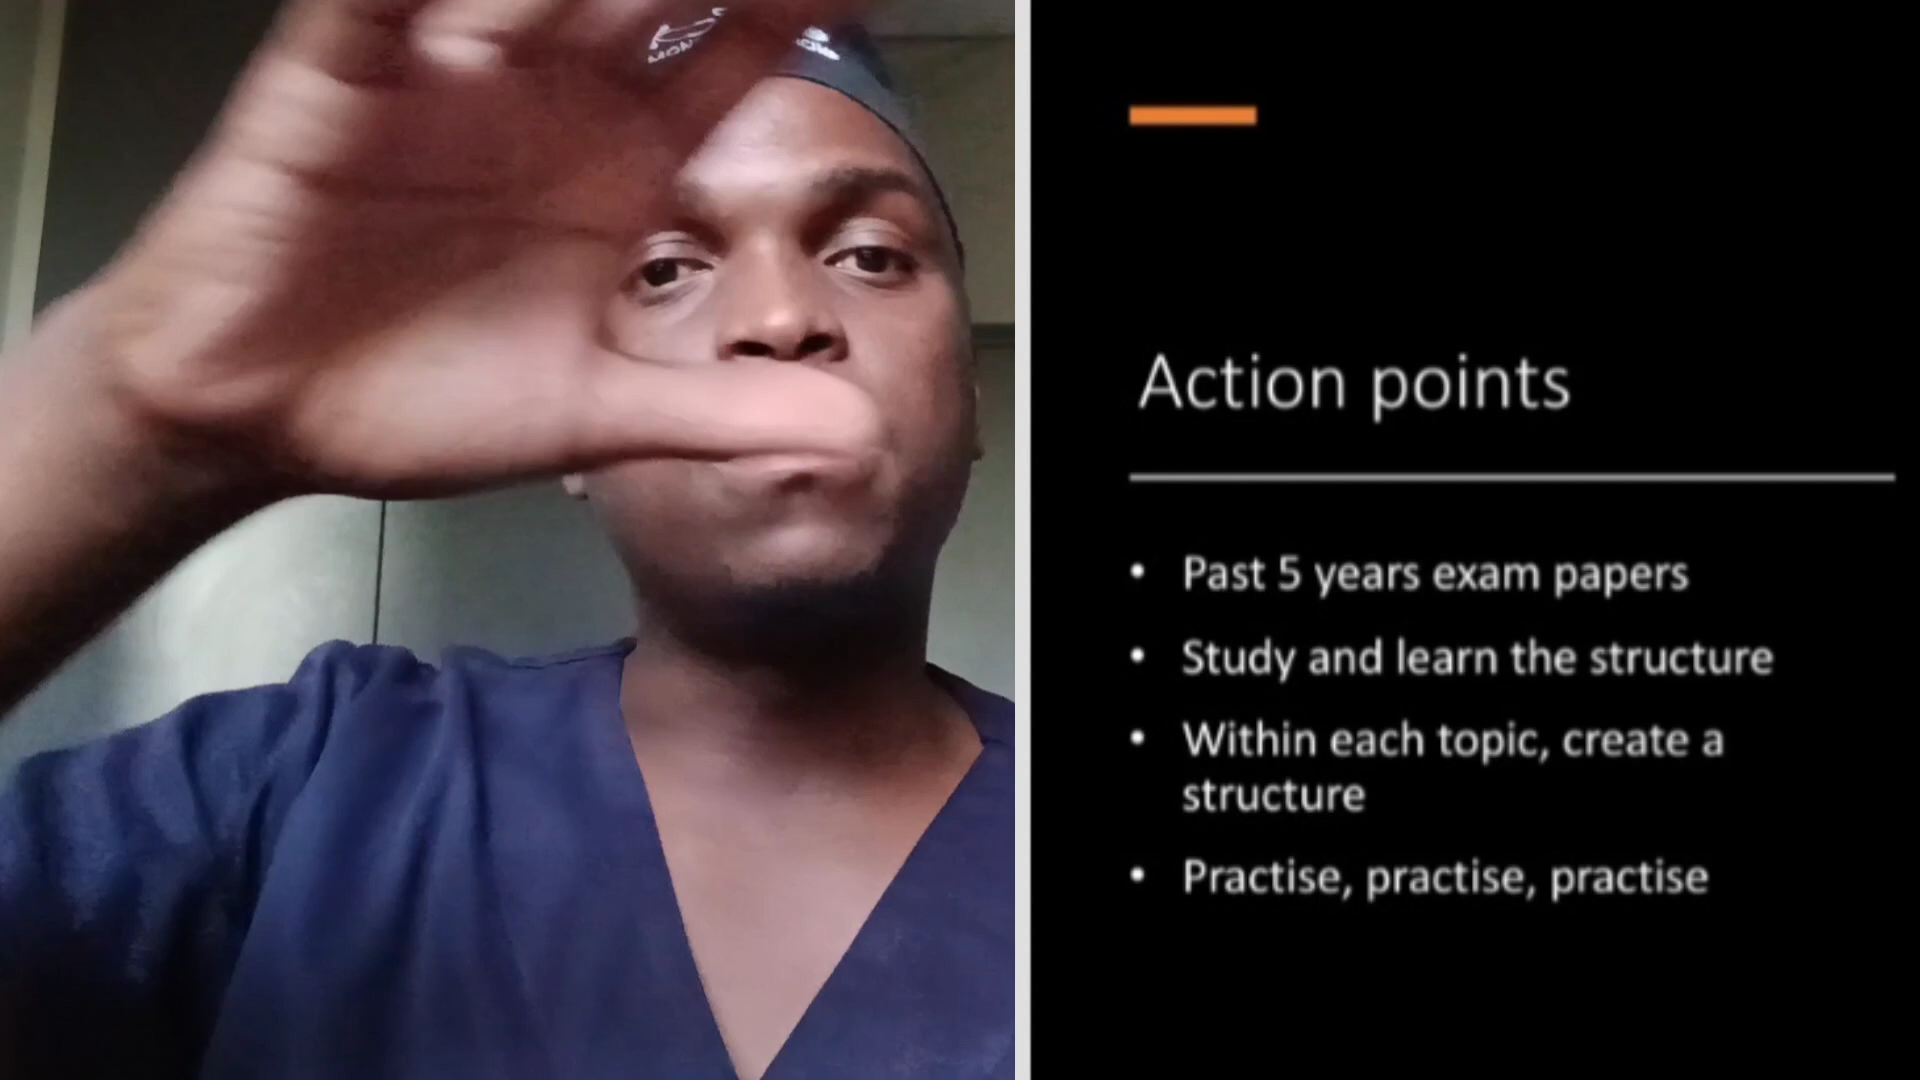 Action points
• Past 5 years exam papers
• Study and learn the structure
• Within each topic, create a
structure
• Practise, practise, practise